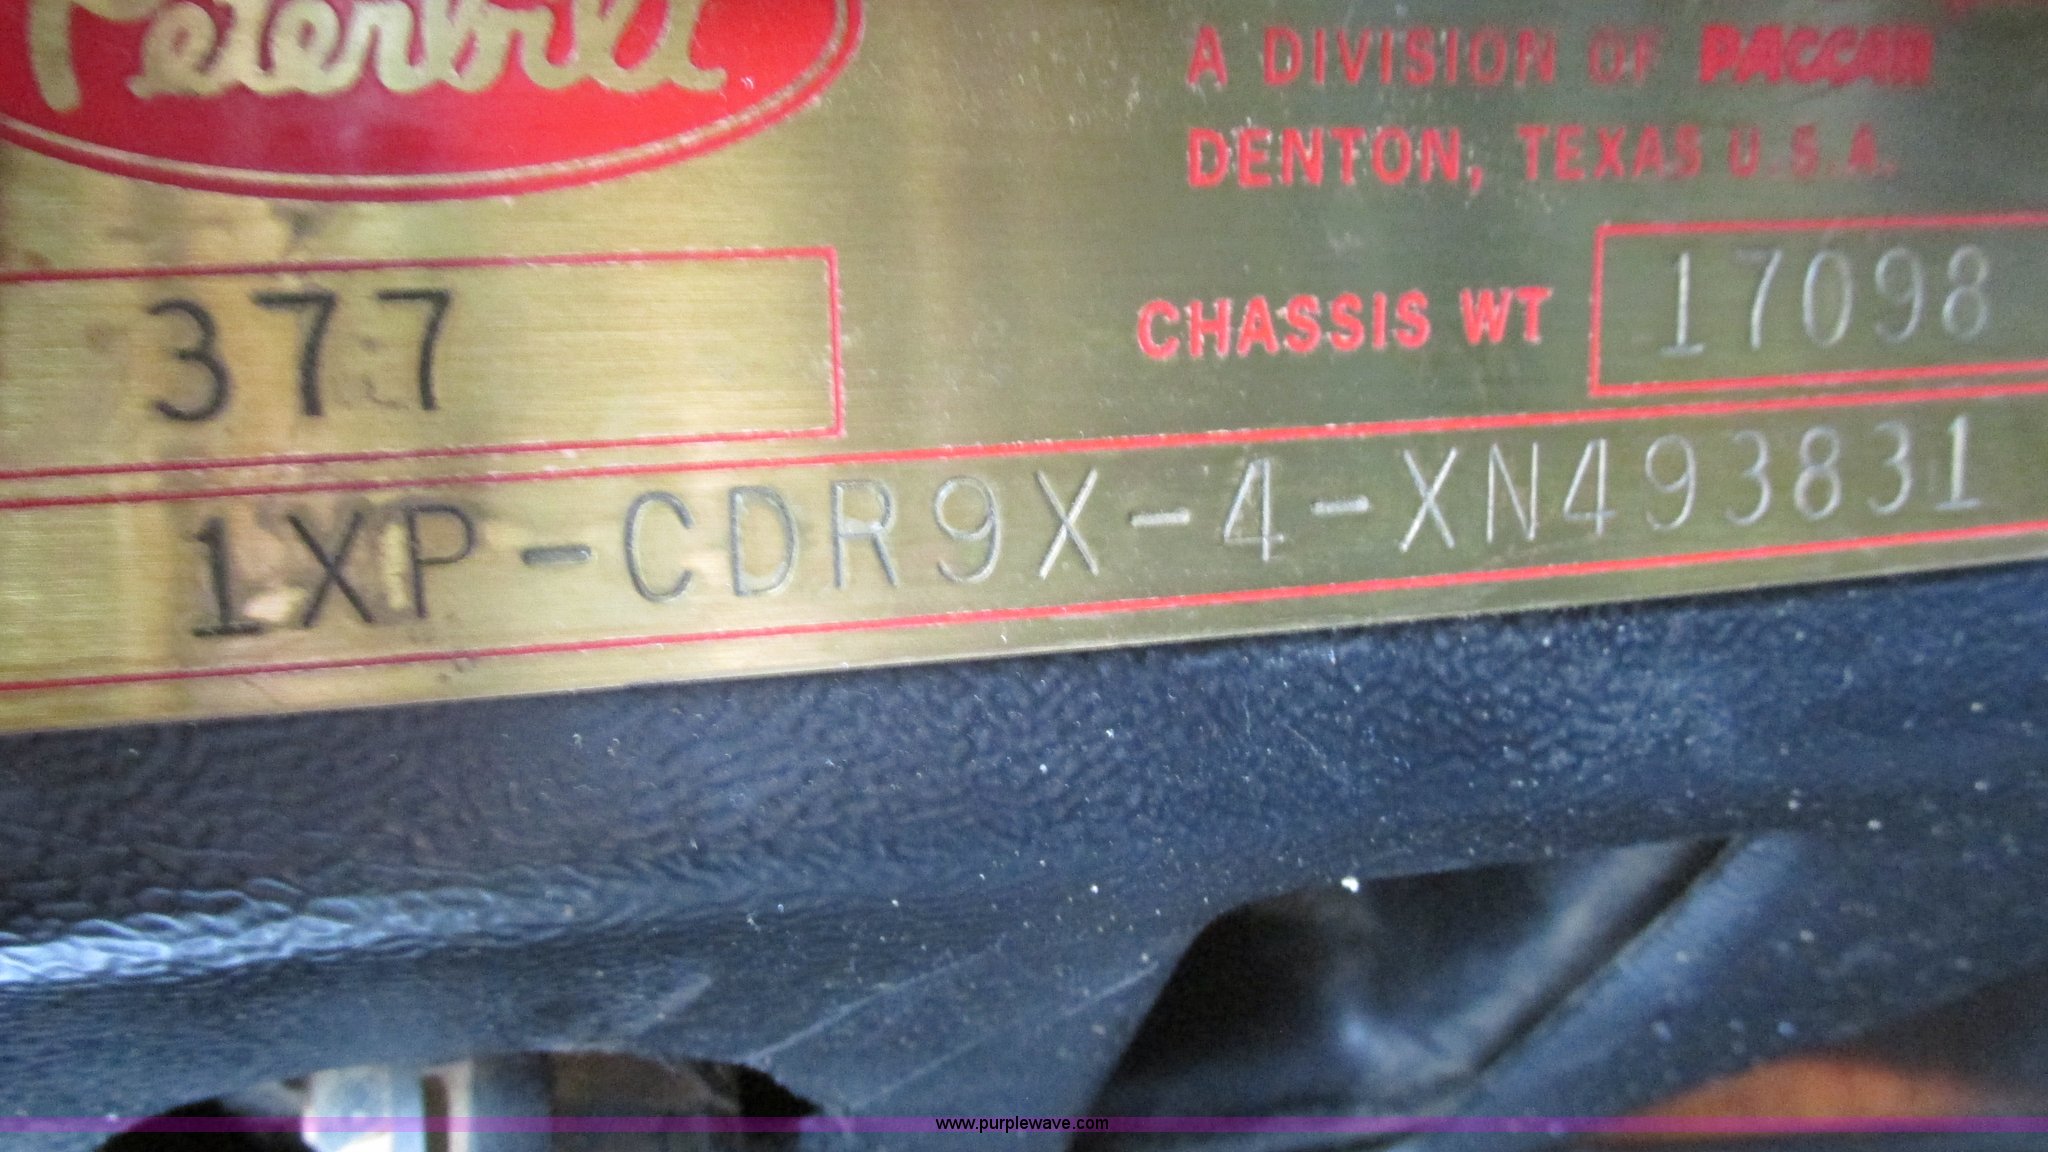 Peterbilt
A DIVISION OF PACCAR
DENTON, TEXAS U.S.A.
377
CHASSIS WT 17098
1XP-CDR9X-4-XN493831
www.purplewave.com